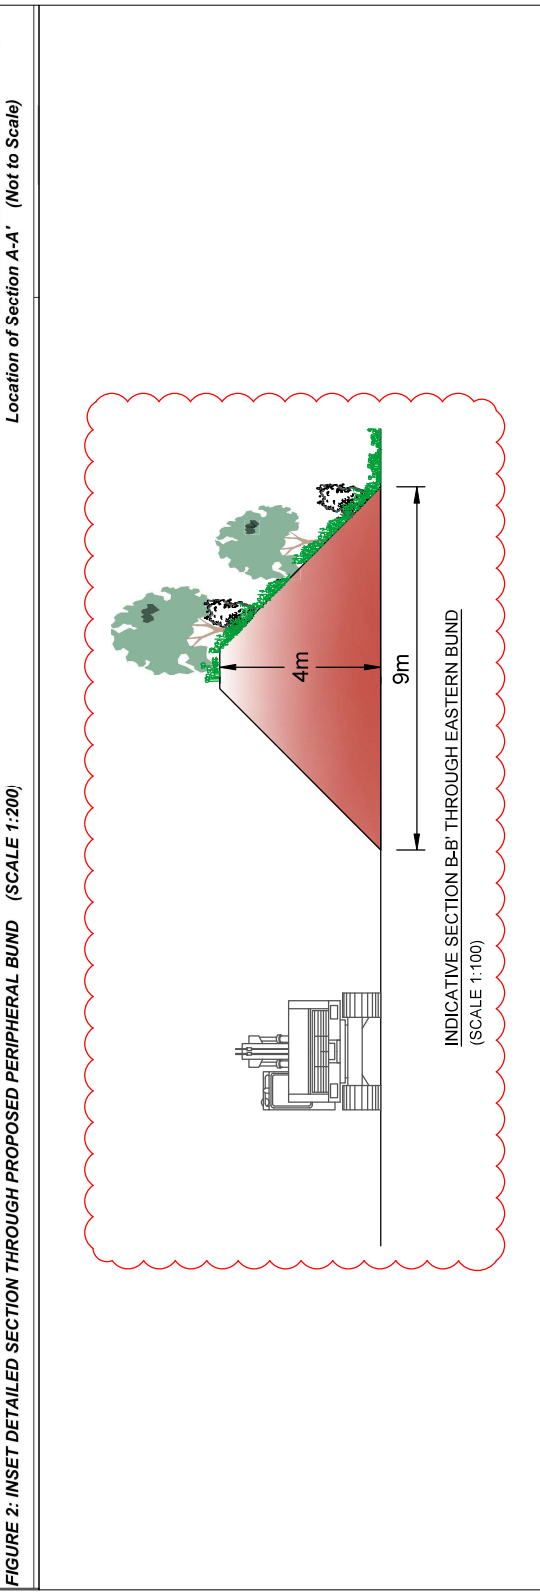 FIGURE 2: INSET DETAILED SECTION THROUGH PROPOSED PERIPHERAL BUND (SCALE 1:200)
Location of Section A-A' (Not to Scale)
4m
9m
INDICATIVE SECTION B-B' THROUGH EASTERN BUND
(SCALE 1:100)